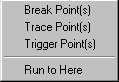 Break Point(s)
Trace Point(s)
Trigger Point(s)
Run to Here